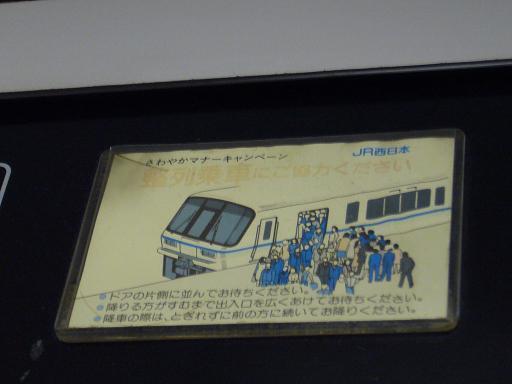 さわやかマナーキャンペーン
JR西日本
整列乗車にご協力ください
●ドアの片側に並んでお待ちください。
●降りる方がすむまで出入口を広くあけてお待ちください。
●降車の際は、とぎれずに前の方に続いてお降りください。